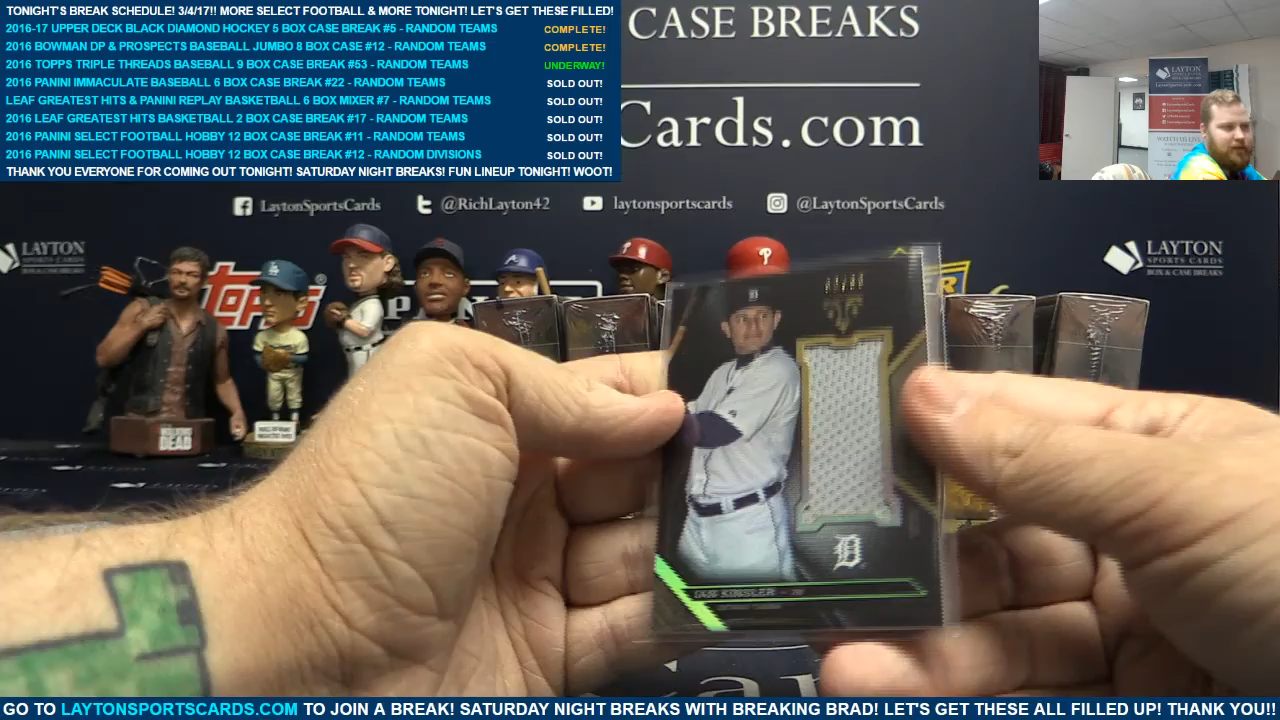 TONIGHT'S BREAK SCHEDULE! 3/4/17!! MORE SELECT FOOTBALL & MORE TONIGHT! LET'S GET THESE FILLED!
2016-17 UPPER DECK BLACK DIAMOND HOCKEY 5 BOX CASE BREAK #5 - RANDOM TEAMS COMPLETE!
2016 BOWMAN DP & PROSPECTS BASEBALL JUMBO 8 BOX CASE #12 - RANDOM TEAMS COMPLETE!
2016 TOPPS TRIPLE THREADS BASEBALL 9 BOX CASE BREAK #53 - RANDOM TEAMS UNDERWAY!
2016 PANINI IMMACULATE BASEBALL 6 BOX CASE BREAK #22 - RANDOM TEAMS SOLD OUT!
LEAF GREATEST HITS & PANINI REPLAY BASKETBALL 6 BOX MIXER #7 - RANDOM TEAMS SOLD OUT!
2016 LEAF GREATEST HITS BASKETBALL 2 BOX CASE #17 - RANDOM TEAMS SOLD OUT!
2016 PANINI SELECT FOOTBALL HOBBY 12 BOX CASE BREAK #11 - RANDOM TEAMS SOLD OUT!
2016 PANINI SELECT FOOTBALL HOBBY 12 BOX CASE BREAK #12 - RANDOM DIVISIONS SOLD OUT!
THANK YOU EVERYONE FOR COMING OUT TONIGHT! SATURDAY NIGHT BREAKS! FUN LINEUP TONIGHT! WOOT!
CASE BREAKS
Cards.com
LaytonSportsCards @RichLayton42 laytonsportscards @LaytonSportsCards
LAYTON
SPORTS CARDS
BOX & CASE BREAKS
LAYTON
SPORTS CARDS
BOX & CASE BREAKS
LAYTON
TOPPS
P
D
IAN KINSLER
DEAD
GO TO LAYTONSPORTSCARDS.COM TO JOIN A BREAK! SATURDAY NIGHT BREAKS WITH BREAKING BRAD! LET'S GET THESE ALL FILLED UP! THANK YOU!!